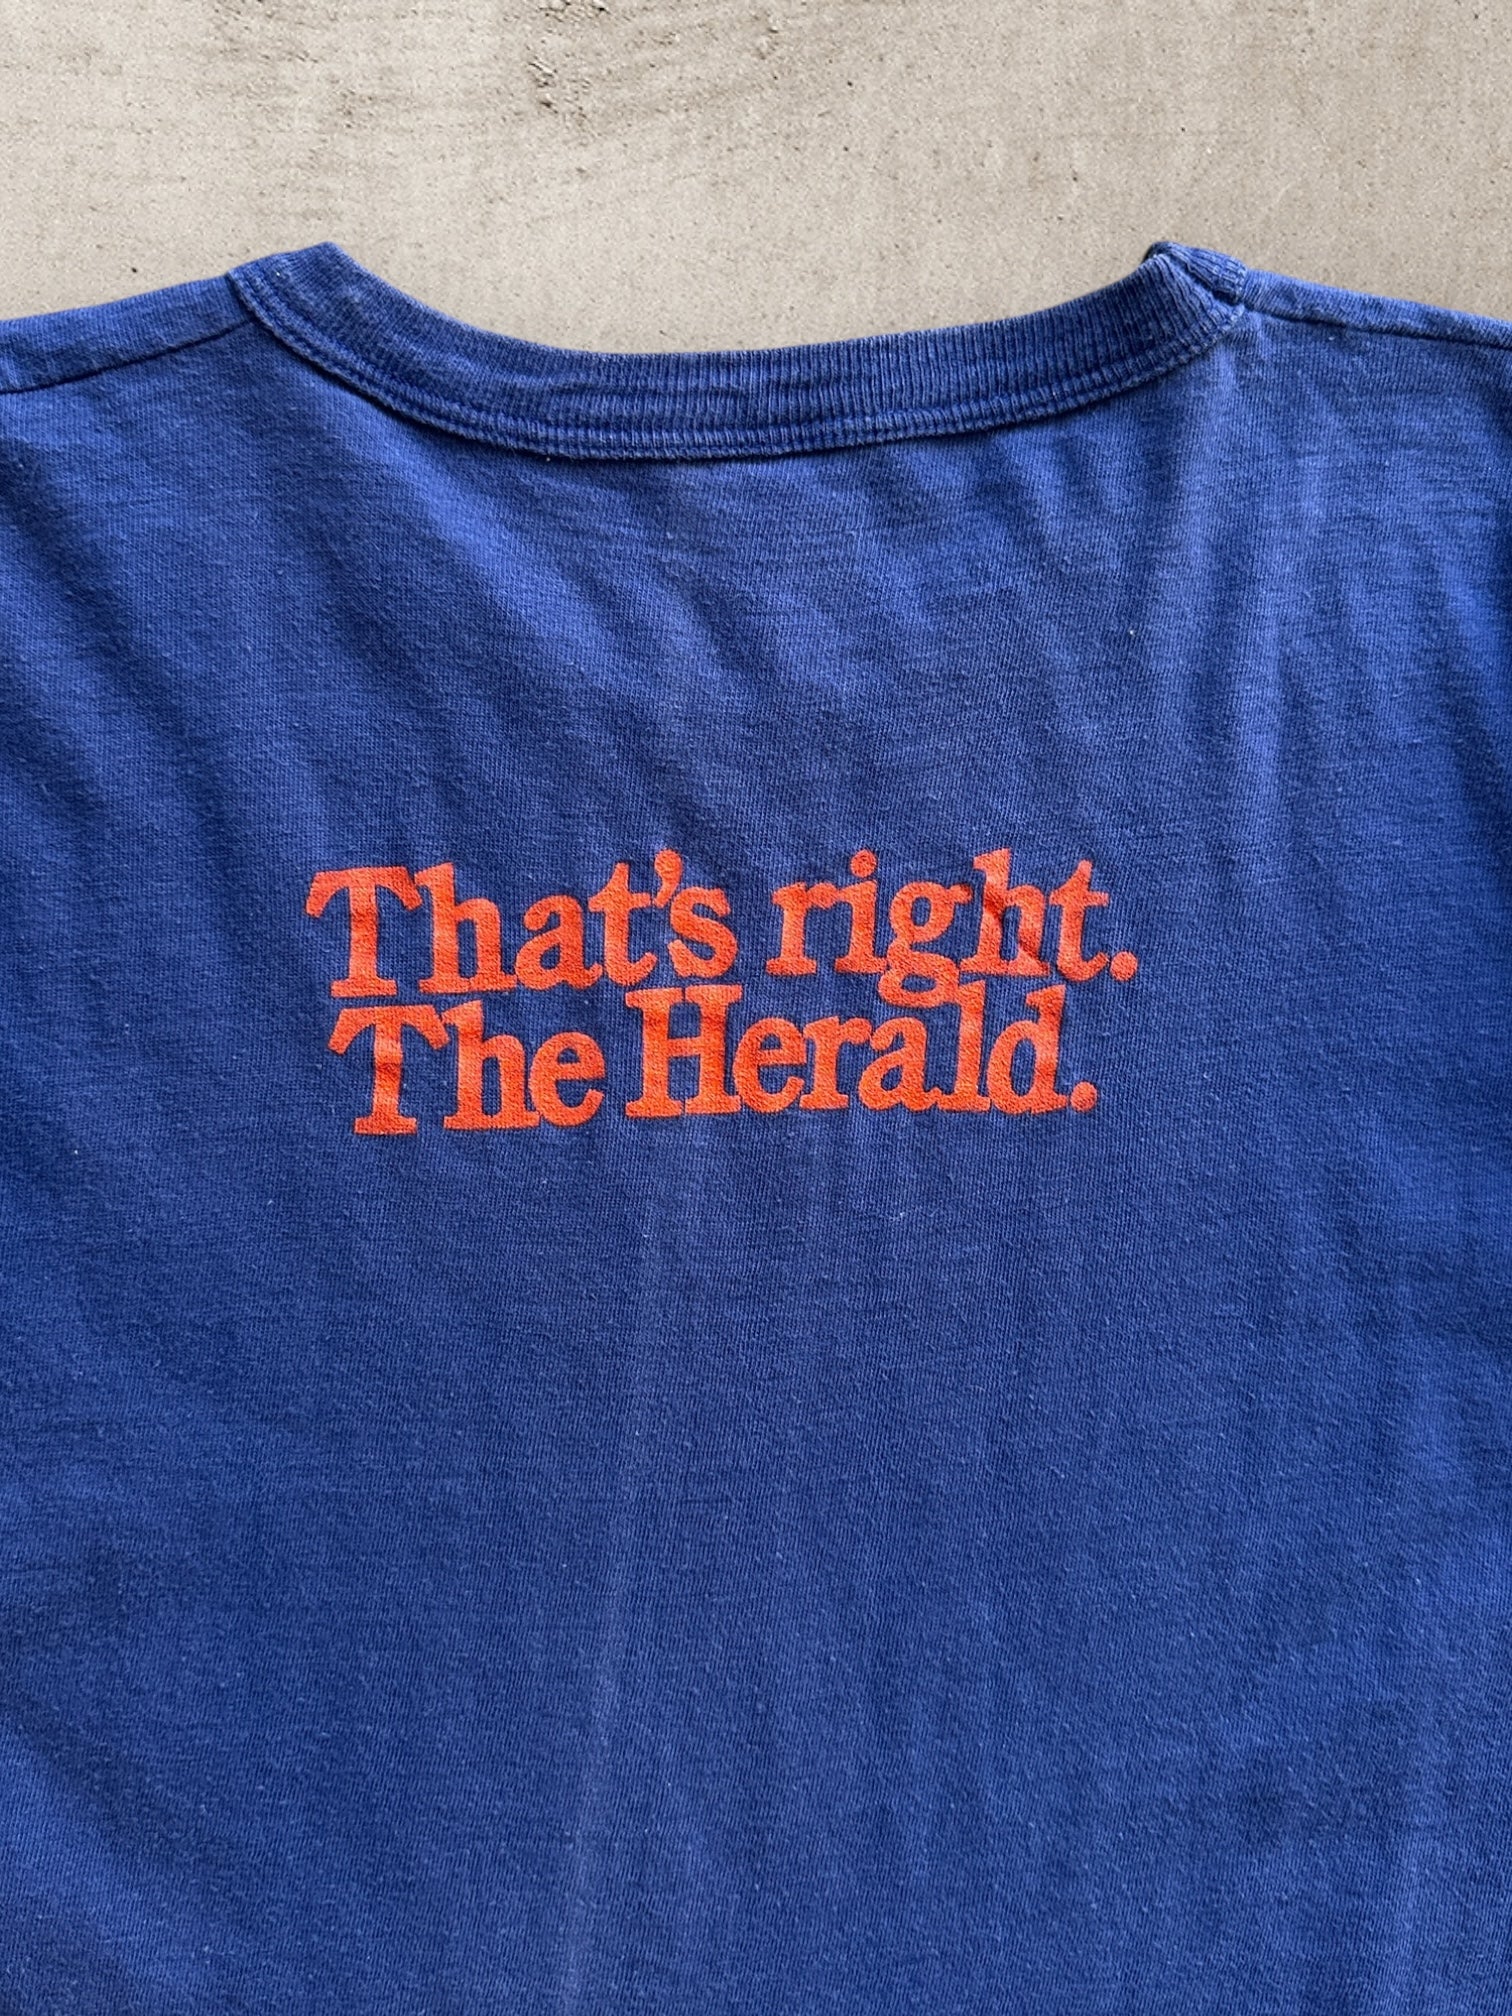 That's right.
The Herald.